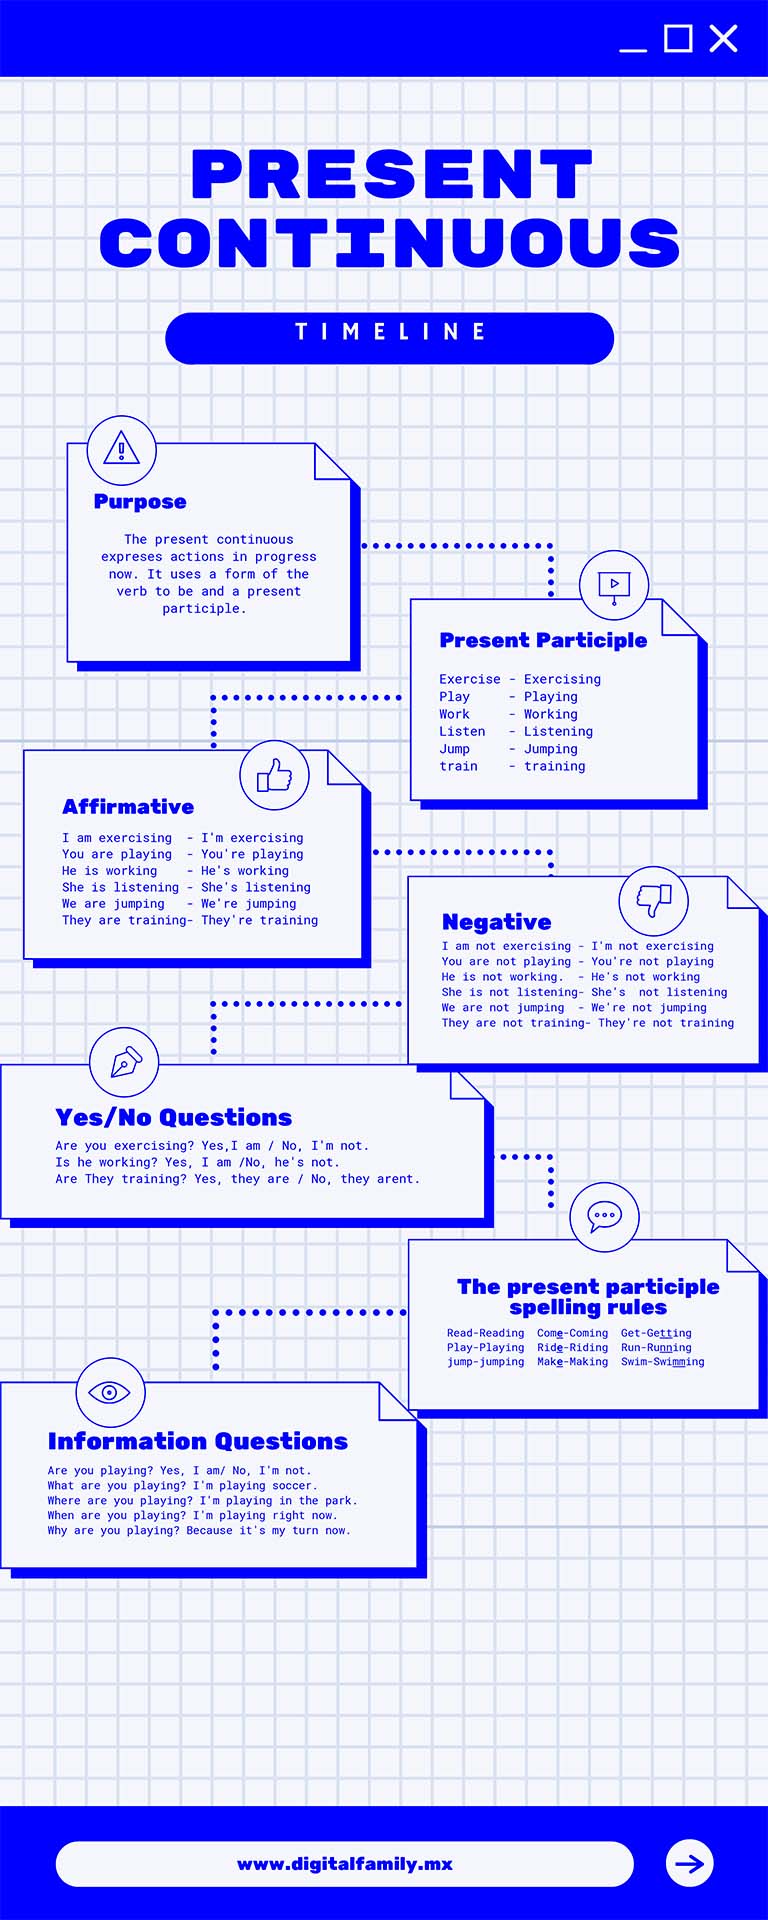 PRESENT
CONTINUOUS
TIMELINE
Purpose
The present continuous
expreses actions in progress
now. It uses a form of the
verb to be and a present
participle.
Present Participle
Exercise - Exercising
Play - Playing
Work - Working
Listen - Listening
Jump - Jumping
train - training
Affirmative
I am exercising - I'm exercising
You are playing - You're playing
He is working - He's working
She is listening - She's listening
We are jumping - We're jumping
They are training- They're training
Negative
I am not exercising - I'm not exercising
You are not playing - You're not playing
He is not working. - He's not working
She is not listening- She's not listening
We are not jumping - We're not jumping
They are not training- They're not training
Yes/No Questions
Are you exercising? Yes,I am / No, I'm not.
Is he working? Yes, I am /No, he's not.
Are They training? Yes, they are / No, they arent.
The present participle
spelling rules
Read-Reading Come-Coming Get-Getting
Play-Playing Ride-Riding Run-Running
jump-jumping Make-Making Swim-Swimming
Information Questions
Are you playing? Yes, I am/ No, I'm not.
What are you playing? I'm playing soccer.
Where are you playing? I'm playing in the park.
When are you playing? I'm playing right now.
Why are you playing? Because it's my turn now.
www.digitalfamily.mx